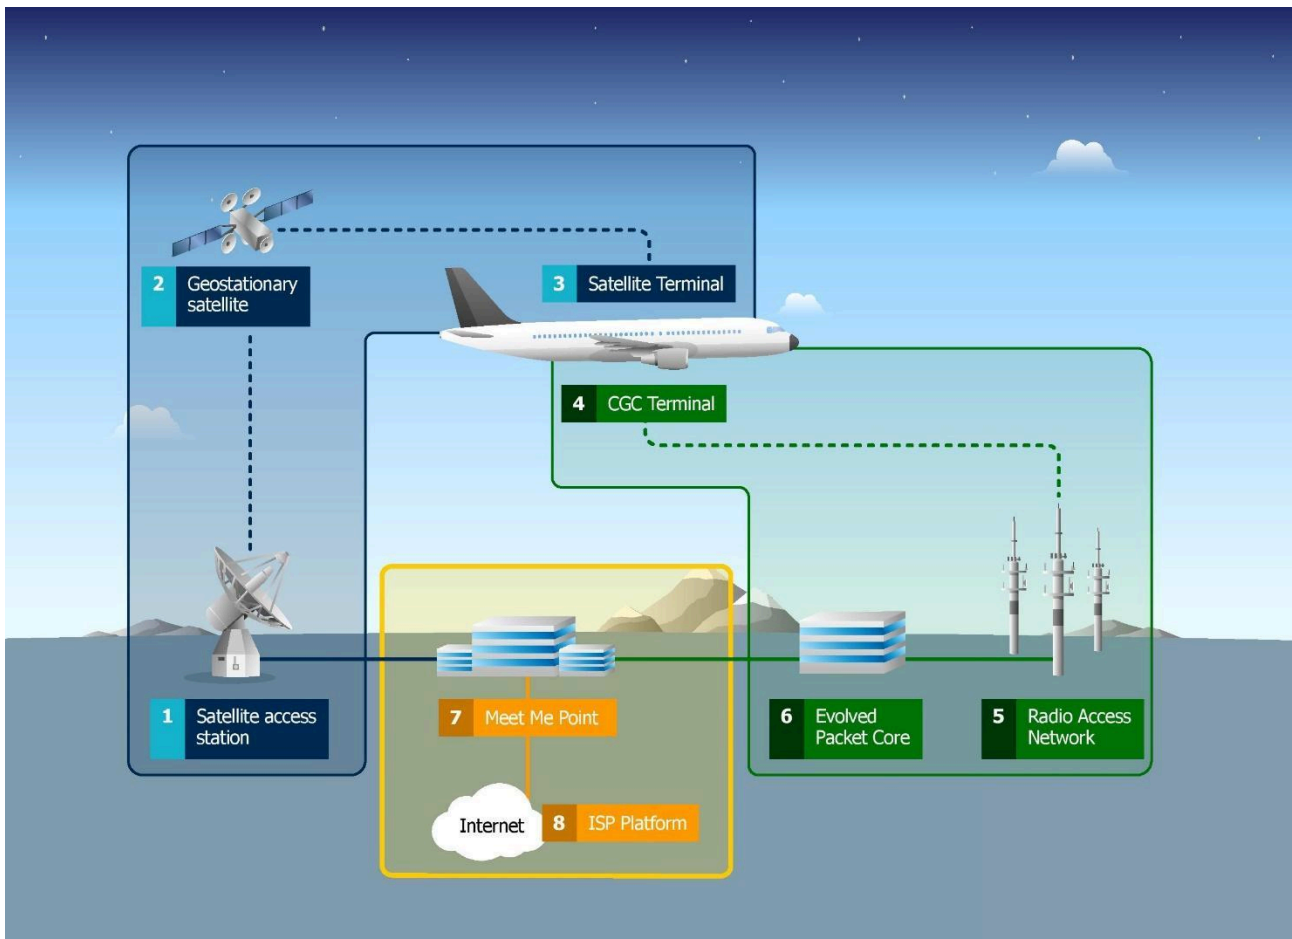 2
Geostationary
satellite
3
Satellite Terminal
4
CGC Terminal
1
Satellite access
station
7
Meet Me Point
6
Evolved
Packet Core
5
Radio Access
Network
Internet
8
ISP Platform